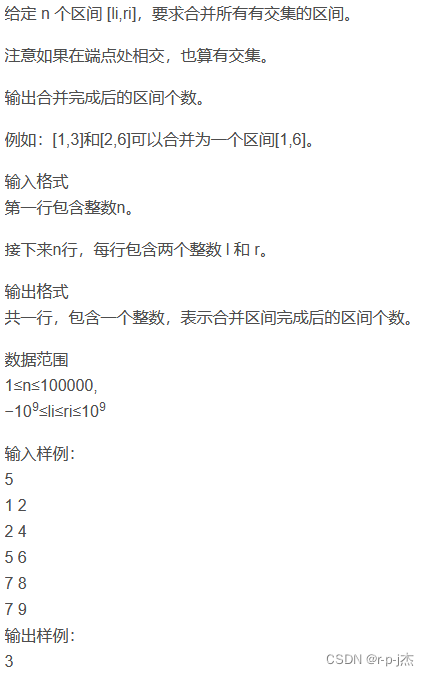 给定 n 个区间 [li,ri]，要求合并所有有交集的区间。
注意如果在端点处相交，也算有交集。
输出合并完成后的区间个数。
例如：[1,3]和[2,6]可以合并为一个区间[1,6]。
输入格式
第一行包含整数n。
接下来n行，每行包含两个整数 l 和 r。
输出格式
共一行，包含一个整数，表示合并区间完成后的区间个数。
数据范围
1≤n≤100000,
−10⁹≤li≤ri≤10⁹
输入样例：
5
1 2
2 4
5 6
7 8
7 9
输出样例：
3
CSDN @r-p-j杰